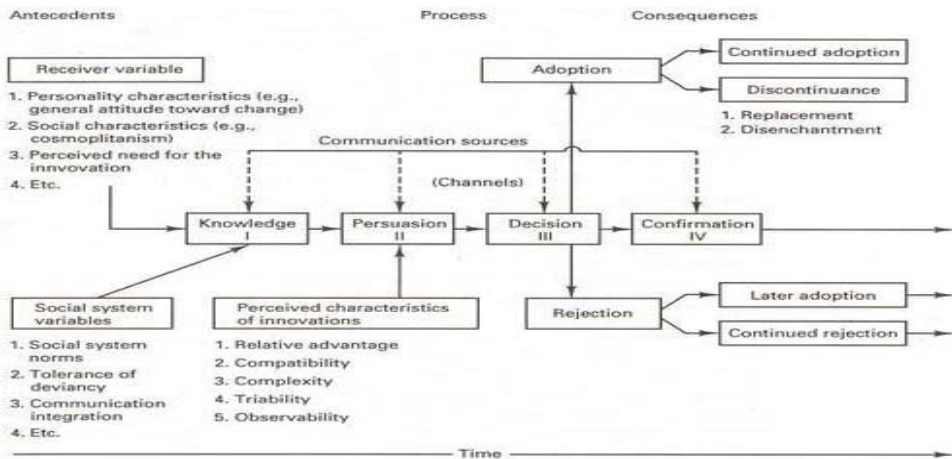 Antecedents
Process
Consequences
Receiver variable
1. Personality characteristics (e.g.,
general attitude toward change)
2. Social characteristics (e.g.,
cosmoplitanism)
3. Perceived need for the
innvovation
4. Etc.
Adoption
Continued adoption
Discontinuance
1. Replacement
2. Disenchantment
Communication sources
(Channels)
Knowledge
I
Persuasion
II
Decision
III
Confirmation
IV
Social system
variables
1. Social system
norms
2. Tolerance of
deviancy
3. Communication
integration
4. Etc.
Perceived characteristics
of innovations
1. Relative advantage
2. Compatibility
3. Complexity
4. Triability
5. Observability
Rejection
Later adoption
Continued rejection
Time